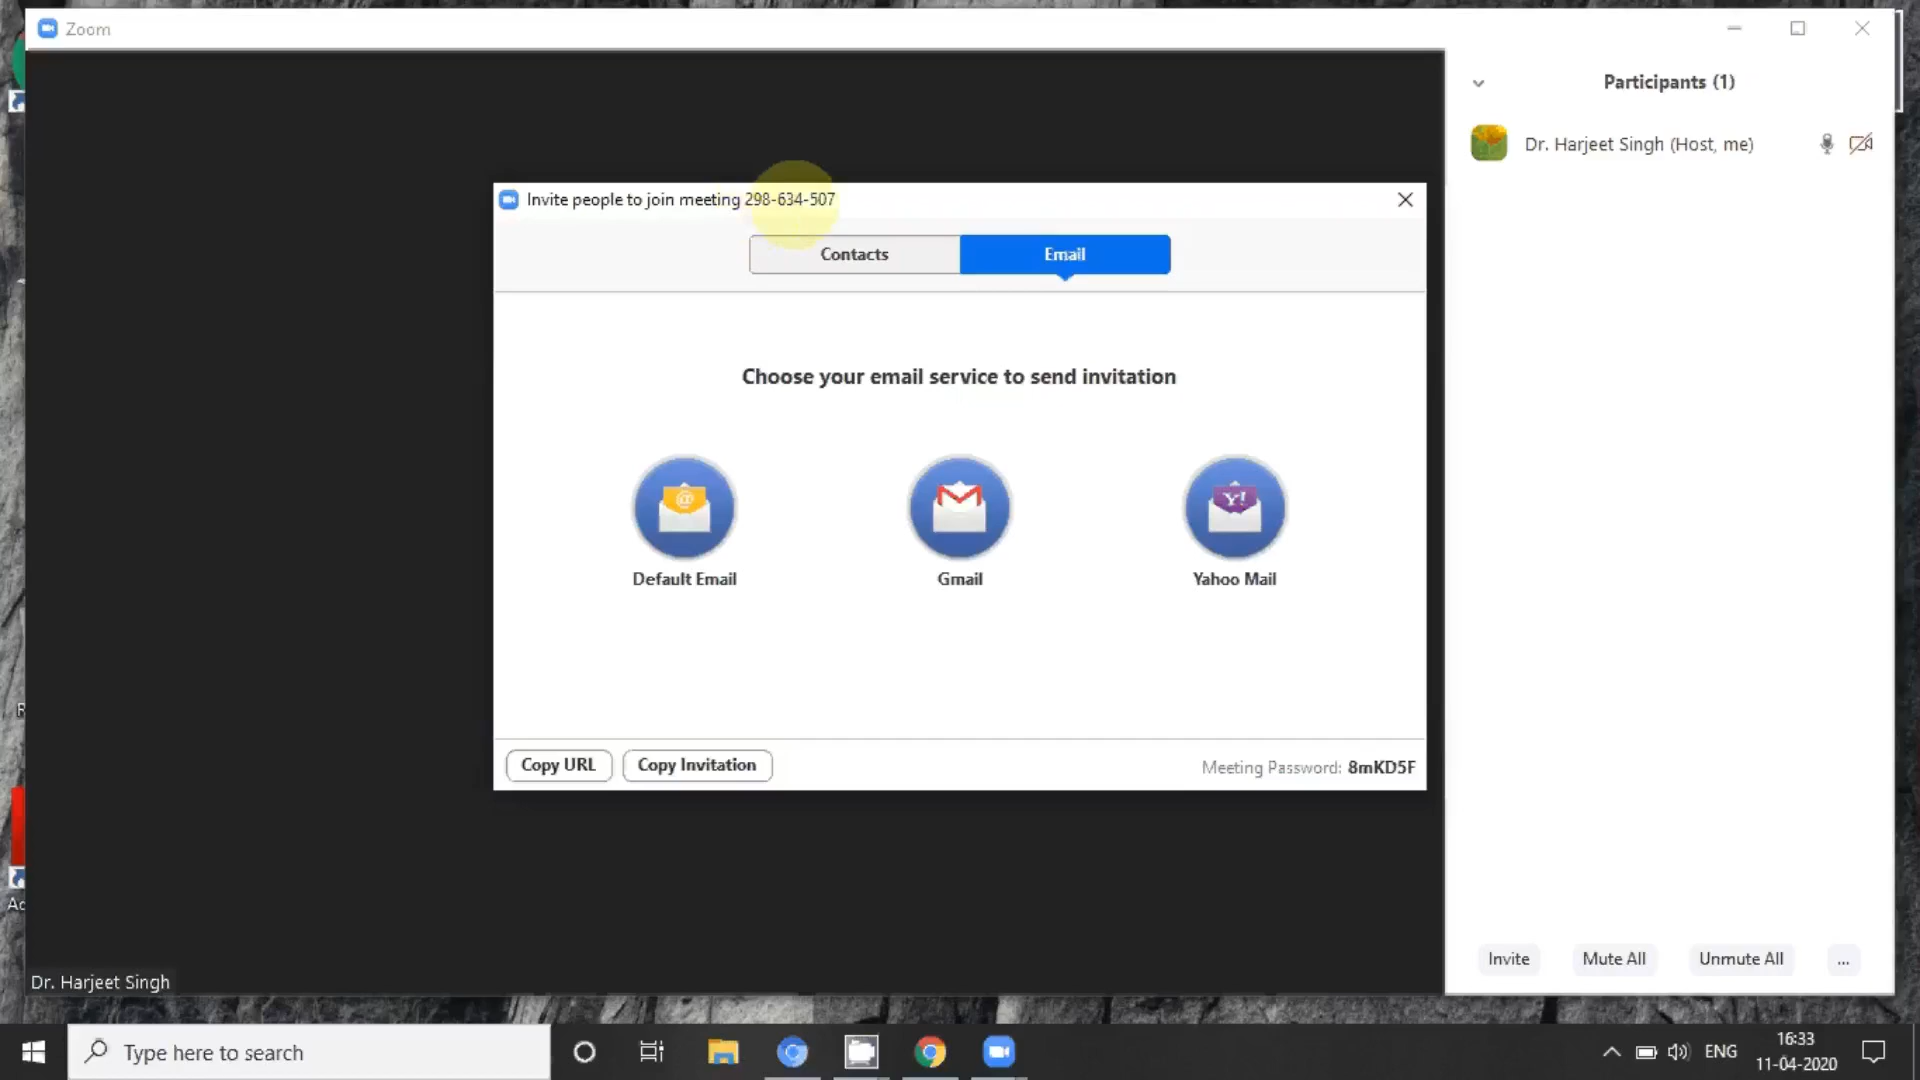 Zoom
Participants (1)
Dr. Harjeet Singh (Host, me)
Invite people to join meeting 298-634-507
Contacts
Email
Choose your email service to send invitation
@
Y!
Default Email
Gmail
Yahoo Mail
Copy URL
Copy Invitation
Meeting Password: 8mKD5F
R
Ac
Dr. Harjeet Singh
Invite
Mute All
Unmute All
...
Type here to search
ENG
16:33
11-04-2020